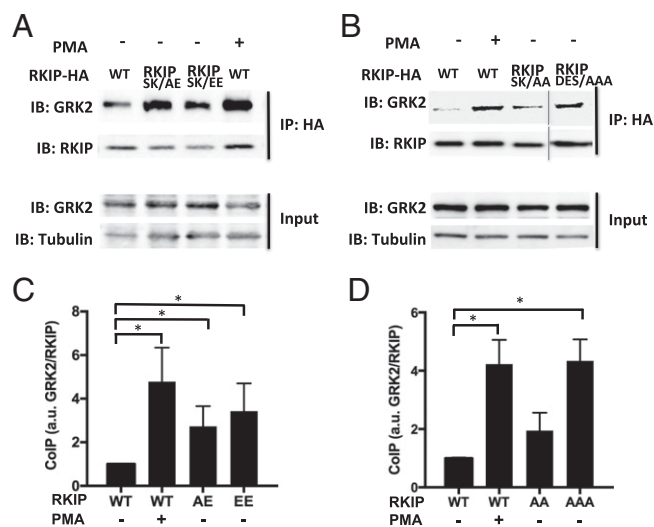 A
PMA - - - +
RKIP-HA WT RKIP SK/AE RKIP SK/EE WT
IB: GRK2
IP: HA
IB: RKIP
IB: GRK2
Input
IB: Tubulin
B
PMA - + - -
RKIP-HA WT WT RKIP SK/AA RKIP DES/AAA
IB: GRK2
IP: HA
IB: RKIP
IB: GRK2
Input
IB: Tubulin
C
CoIP (a.u. GRK2/RKIP)
8
6
4
2
0
*
*
*
RKIP WT WT AE EE
PMA - + - -
D
CoIP (a.u. GRK2/RKIP)
6
4
2
0
*
*
RKIP WT WT AA AAA
PMA - + - -